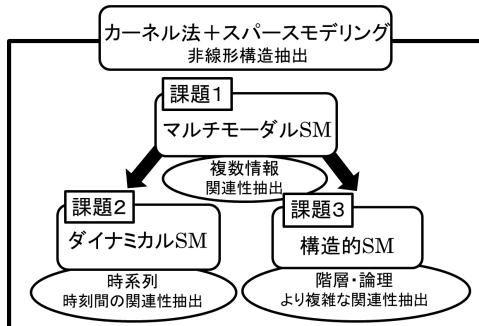 カーネル法＋スパースモデリング
非線形構造抽出
課題1
マルチモーダルSM
複数情報
関連性抽出
課題2
ダイナミカルSM
時系列
時刻間の関連性抽出
課題3
構造的SM
階層・論理
より複雑な関連性抽出